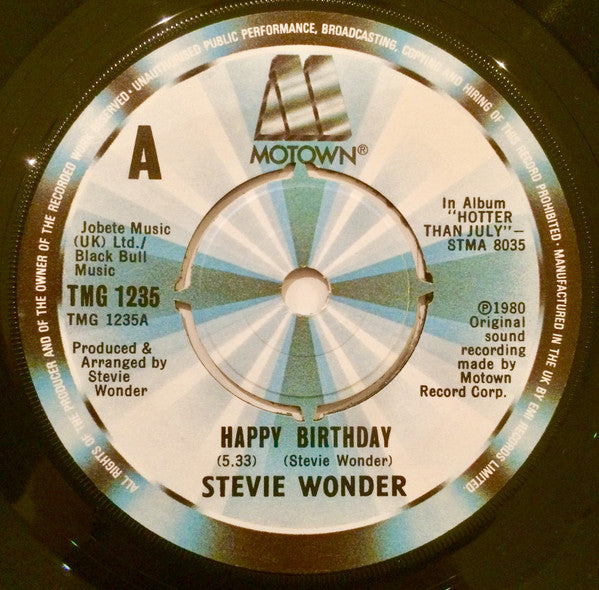 UNAUTHORISED PUBLIC PERFORMANCE, BROADCASTING, COPYING AND HIRING OF THIS RECORD PROHIBITED · MANUFACTURED IN THE UK BY EMI RECORDS LIMITED
ALL RIGHTS OF THE PRODUCER AND OF THE OWNER OF THE RECORDED WORK RESERVED ·
MOTOWN®
A
Jobete Music
(UK) Ltd./
Black Bull
Music
TMG 1235
TMG 1235A
Produced &
Arranged by
Stevie
Wonder
In Album
"HOTTER
THAN JULY"–
STMA 8035
℗1980
Original
sound
recording
made by
Motown
Record Corp.
HAPPY BIRTHDAY
(5.33) (Stevie Wonder)
STEVIE WONDER